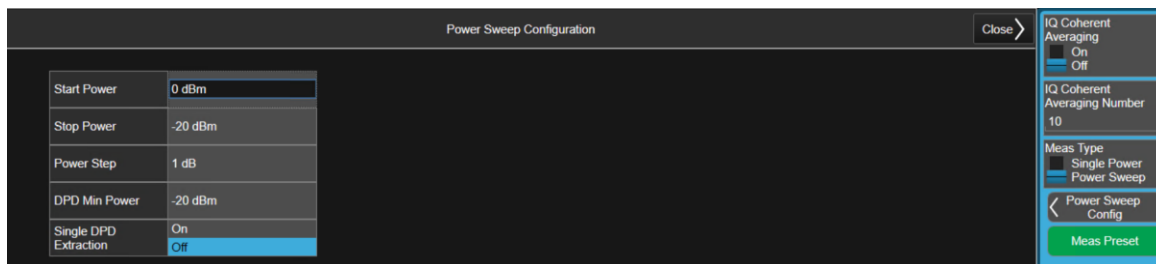 Power Sweep Configuration
Close
Start Power
0 dBm
Stop Power
-20 dBm
Power Step
1 dB
DPD Min Power
-20 dBm
Single DPD
Extraction
On
Off
IQ Coherent
Averaging
On
Off
IQ Coherent
Averaging Number
10
Meas Type
Single Power
Power Sweep
Power Sweep
Config
Meas Preset